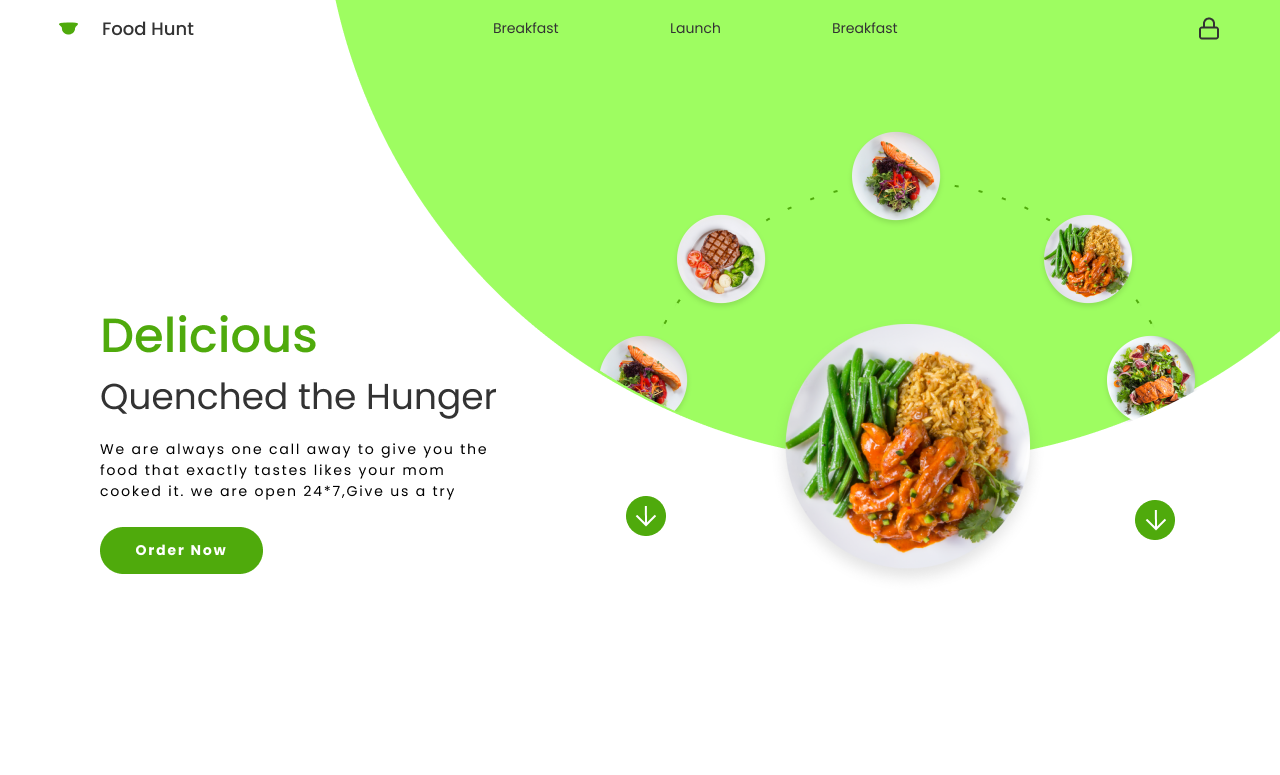 Food Hunt
Breakfast
Launch
Breakfast
Delicious
Quenched the Hunger
We are always one call away to give you the
food that exactly tastes likes your mom
cooked it. we are open 24*7,Give us a try
Order Now